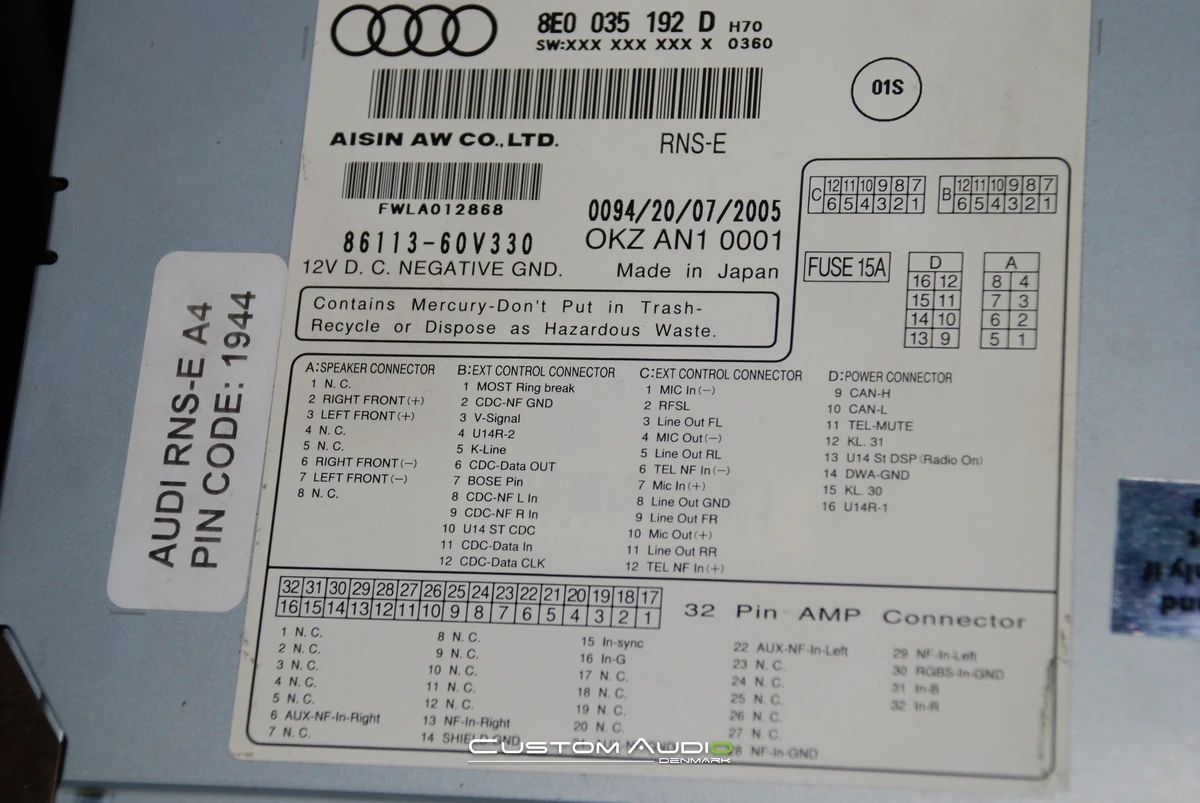 8E0 035 192 D H70
SW:XXX XXX XXX X 0360
01S
AISIN AW CO.,LTD.
RNS-E
FWLA012868
0094/20/07/2005
86113-60V330
OKZ AN1 0001
12V D. C. NEGATIVE GND.
Made in Japan
Contains Mercury-Don't Put in Trash-
Recycle or Dispose as Hazardous Waste.
C 12 11 10 9 8 7
6 5 4 3 2 1
B 12 11 10 9 8 7
6 5 4 3 2 1
FUSE 15A
D
16 12
15 11
14 10
13 9
A
8 4
7 3
6 2
5 1
AUDI RNS-E A4
PIN CODE: 1944
A:SPEAKER CONNECTOR
1 N. C.
2 RIGHT FRONT(+)
3 LEFT FRONT(+)
4 N. C.
5 N. C.
6 RIGHT FRONT(−)
7 LEFT FRONT(−)
8 N. C.
B:EXT CONTROL CONNECTOR
1 MOST Ring break
2 CDC-NF GND
3 V-Signal
4 U14R-2
5 K-Line
6 CDC-Data OUT
7 BOSE Pin
8 CDC-NF L In
9 CDC-NF R In
10 U14 ST CDC
11 CDC-Data In
12 CDC-Data CLK
C:EXT CONTROL CONNECTOR
1 MIC In(−)
2 RFSL
3 Line Out FL
4 MIC Out(−)
5 Line Out RL
6 TEL NF In(−)
7 Mic In(+)
8 Line Out GND
9 Line Out FR
10 Mic Out(+)
11 Line Out RR
12 TEL NF In(+)
D:POWER CONNECTOR
9 CAN-H
10 CAN-L
11 TEL-MUTE
12 KL. 31
13 U14 St DSP(Radio On)
14 DWA-GND
15 KL. 30
16 U14R-1
32 31 30 29 28 27 26 25 24 23 22 21 20 19 18 17
16 15 14 13 12 11 10 9 8 7 6 5 4 3 2 1
32 Pin AMP Connector
1 N. C.
2 N. C.
3 N. C.
4 N. C.
5 N. C.
6 AUX-NF-In-Right
7 N. C.
8 N. C.
9 N. C.
10 N. C.
11 N. C.
12 N. C.
13 NF-In-Right
14 SHIELD GND
15 In-sync
16 In-G
17 N. C.
18 N. C.
19 N. C.
20 N. C.
22 AUX-NF-In-Left
23 N. C.
24 N. C.
25 N. C.
26 N. C.
27 N. C.
28 NF-In-GND
29 NF-In-Left
30 RGBS-In-GND
31 In-B
32 In-R
CUSTOMAUDIO
DENMARK